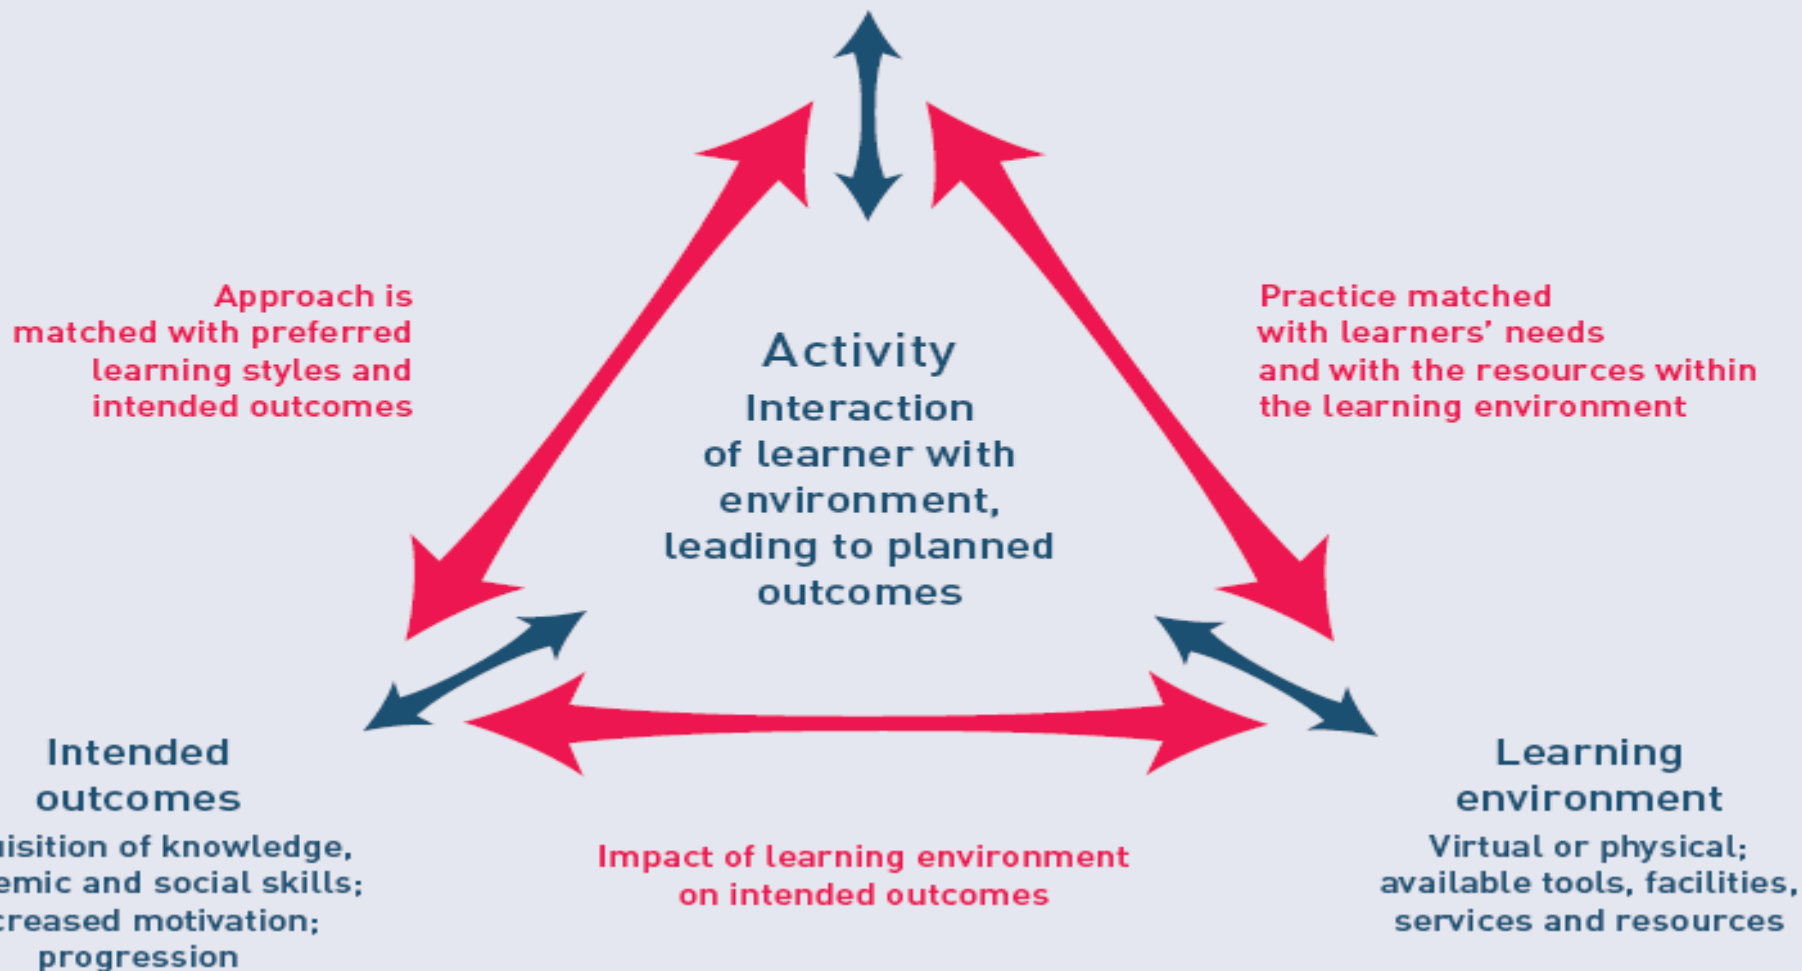 Approach is
matched with preferred
learning styles and
intended outcomes
Practice matched
with learners' needs
and with the resources within
the learning environment
Activity
Interaction
of learner with
environment,
leading to planned
outcomes
Intended
outcomes
of knowledge,
and social skills;
motivation;
progression
Impact of learning environment
on intended outcomes
Learning
environment
Virtual or physical;
available tools, facilities,
services and resources